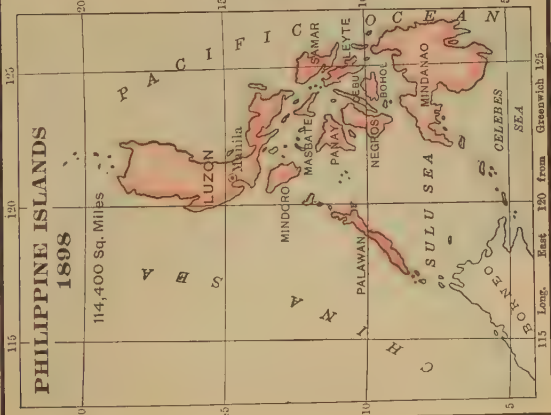 PHILIPPINE ISLANDS
1898
114,400 Sq. Miles
115
120
125
20
15
10
5
PACIFIC OCEAN
CHINA SEA
LUZON
Manila
MINDORO
MASBATE
SAMAR
PANAY
LEYTE
CEBU
BOHOL
NEGROS
PALAWAN
MINDANAO
SULU SEA
CELEBES
SEA
BORNEO
115 Long. East 120 from Greenwich 125